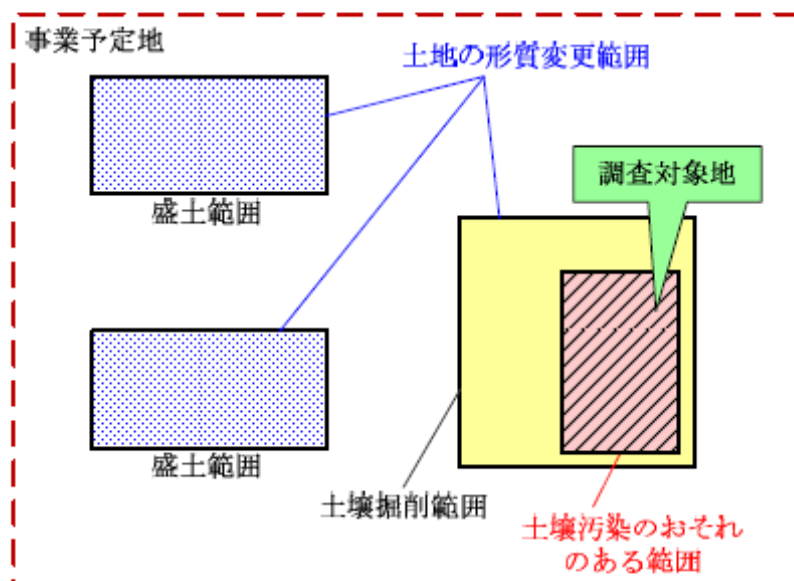 事業予定地
土地の形質変更範囲
調査対象地
盛土範囲
盛土範囲
土壌掘削範囲
土壌汚染のおそれ
のある範囲